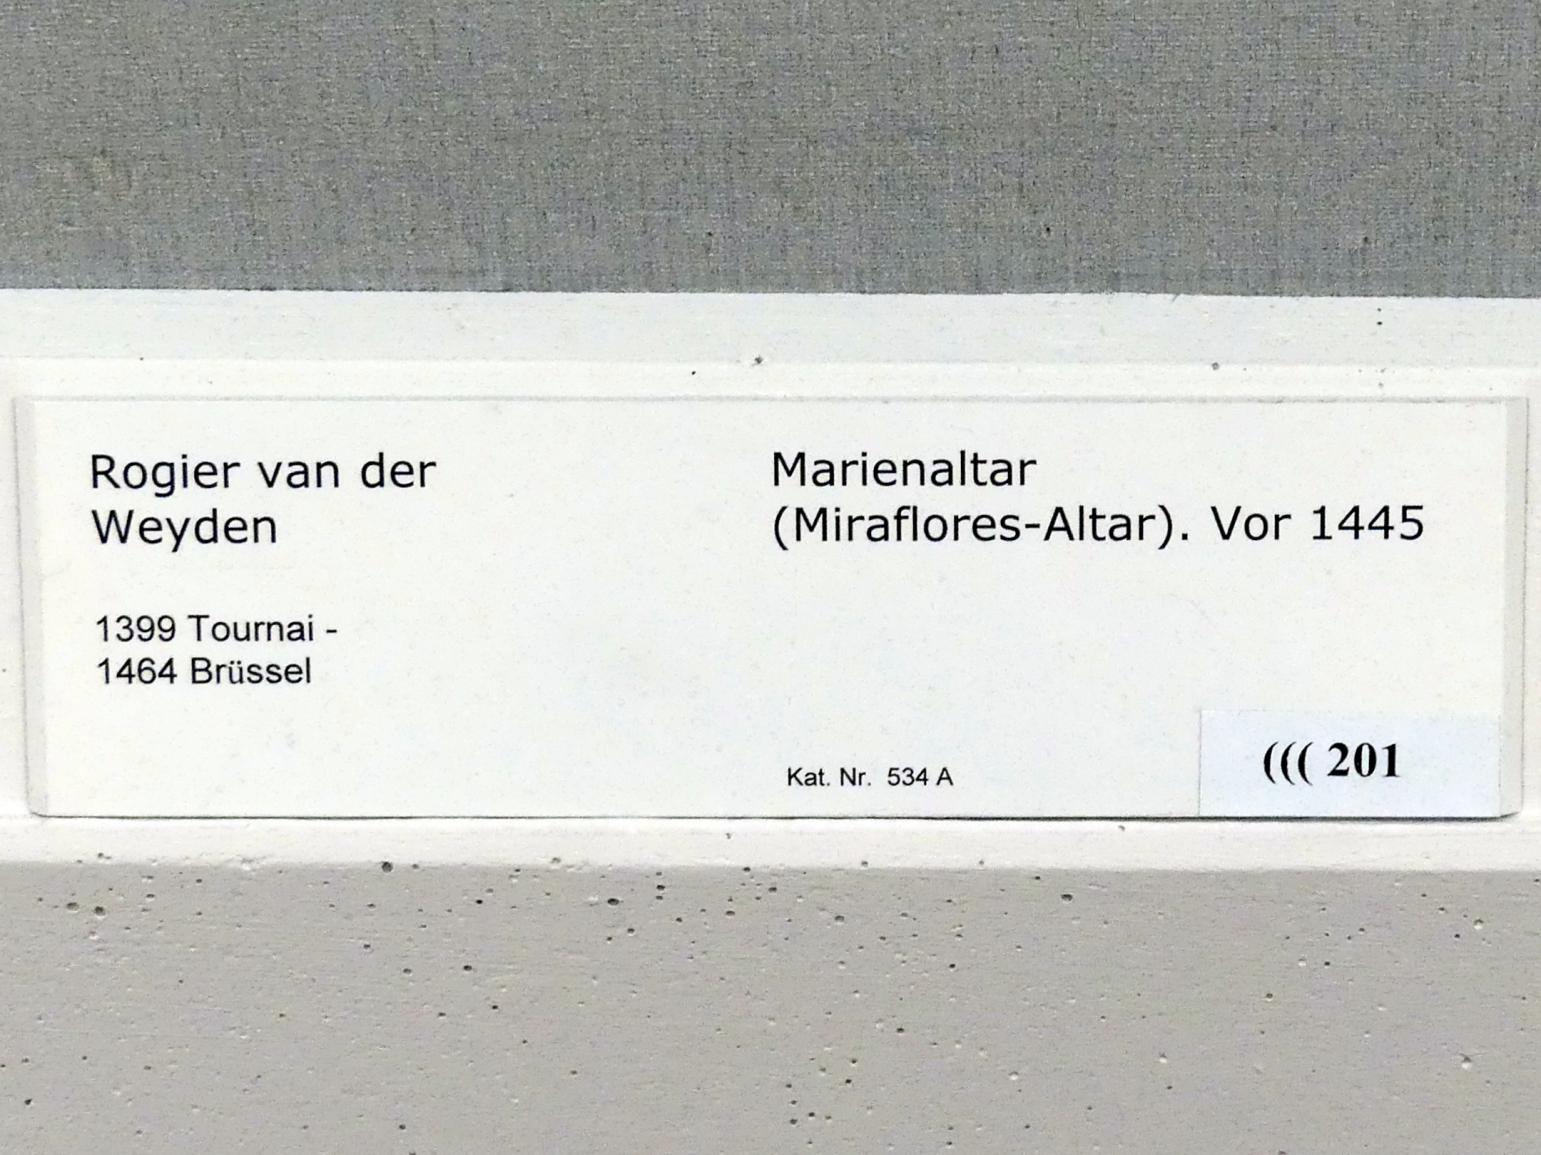 Rogier van der
Weyden
1399 Tournai -
1464 Brüssel
Marienaltar
(Miraflores-Altar). Vor 1445
Kat. Nr. 534 A
((( 201